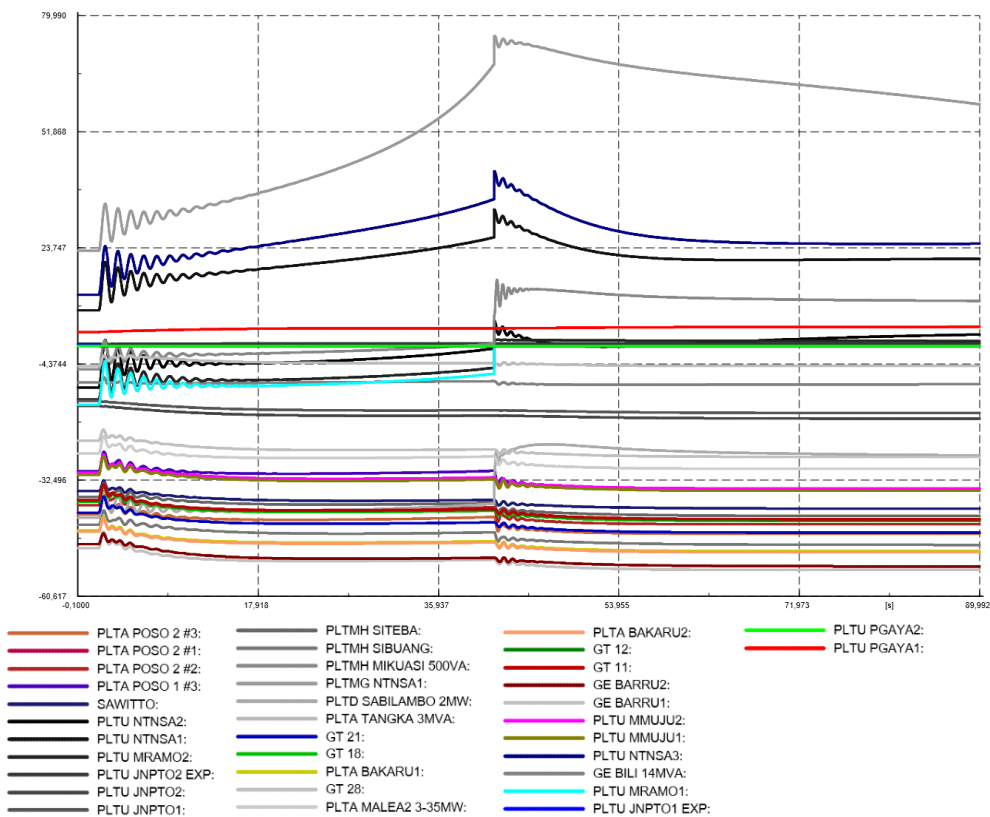 79,990
51,868
23,747
-4,3744
-32,496
-60,617
-0,1000 17,918 35,937 53,955 71,973 [s] 89,992
PLTA POSO 2 #3:
PLTA POSO 2 #1:
PLTA POSO 2 #2:
PLTA POSO 1 #3:
SAWITTO:
PLTU NTNSA2:
PLTU NTNSA1:
PLTU MRAMO2:
PLTU JNPTO2 EXP:
PLTU JNPTO2:
PLTU JNPTO1:
PLTMH SITEBA:
PLTMH SIBUANG:
PLTMH MIKUASI 500VA:
PLTMG NTNSA1:
PLTD SABILAMBO 2MW:
PLTA TANGKA 3MVA:
GT 21:
GT 18:
PLTA BAKARU1:
GT 28:
PLTA MALEA2 3-35MW:
PLTA BAKARU2:
GT 12:
GT 11:
GE BARRU2:
GE BARRU1:
PLTU MMUJU2:
PLTU MMUJU1:
PLTU NTNSA3:
GE BILI 14MVA:
PLTU MRAMO1:
PLTU JNPTO1 EXP:
PLTU PGAYA2:
PLTU PGAYA1: